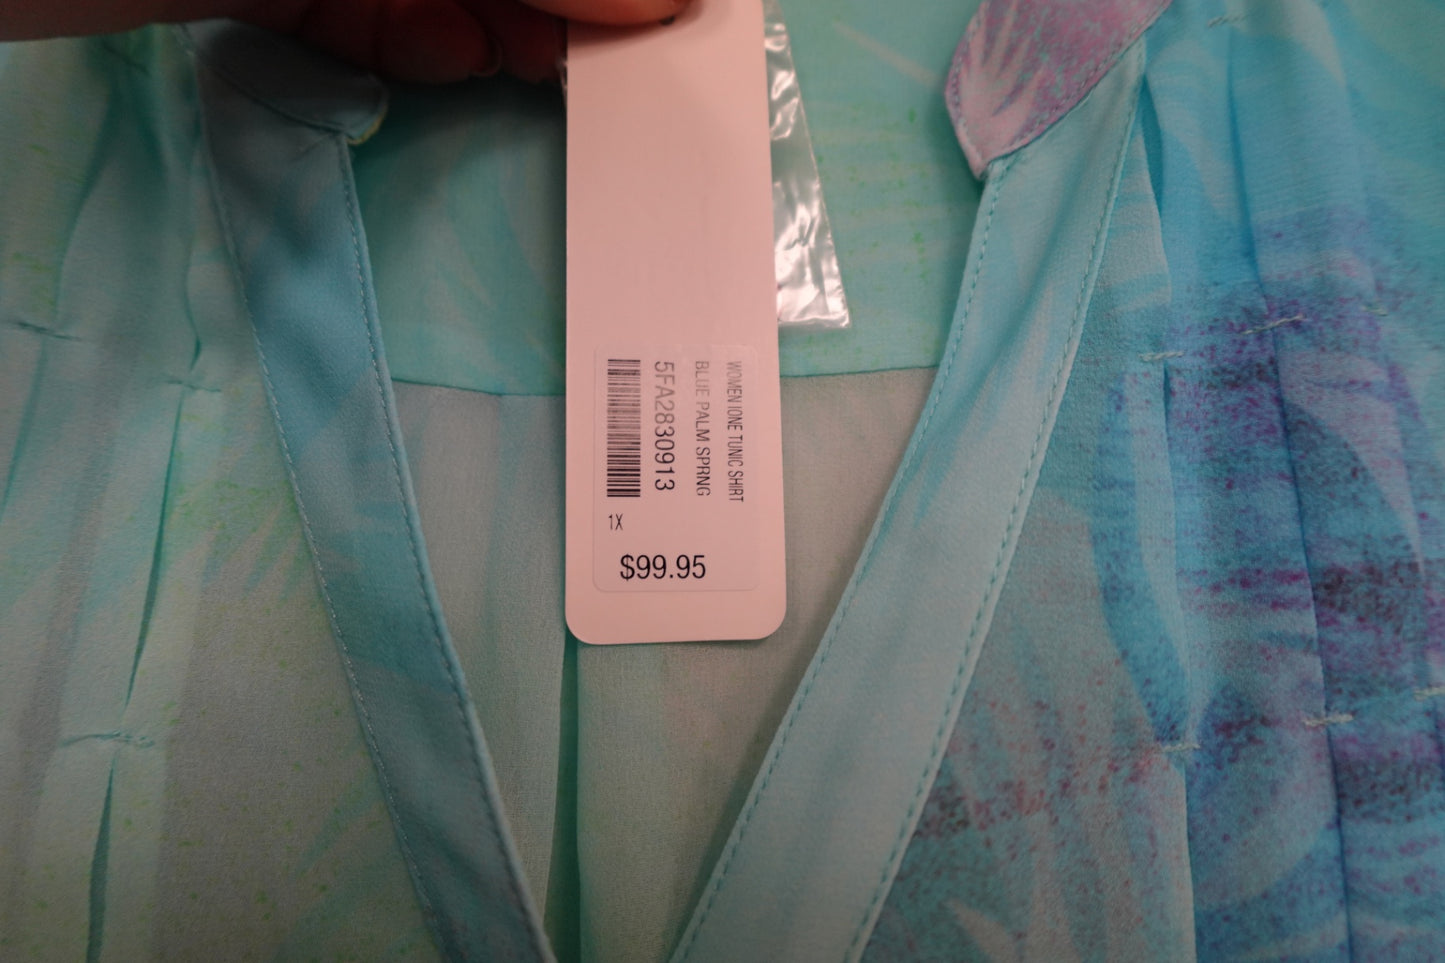 WOMEN IONE TUNIC SHIRT
BLUE PALM SPRNG
5FA2830913
1X
$99.95